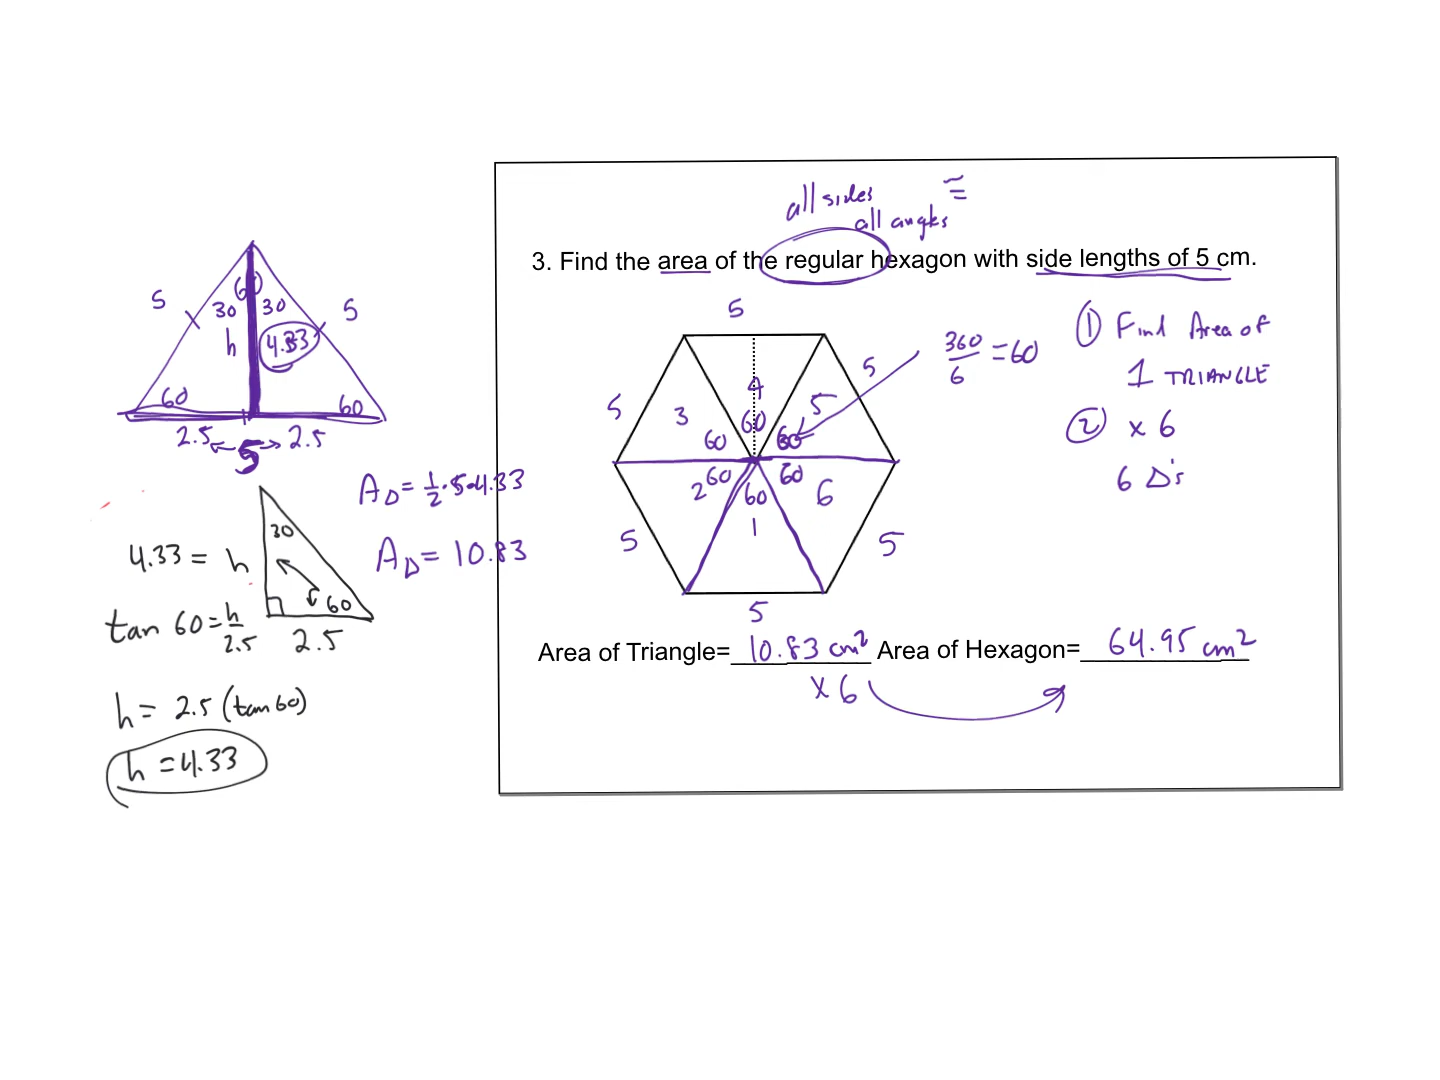 all sides ≅
all angles
3. Find the area of the regular hexagon with side lengths of 5 cm.
5
5
5
3
4
5
60
60
60
60
60
60
2
1
6
5
5
5
360/6 = 60
① Find Area of
1 TRIANGLE
② x 6
6 Δ's
Area of Triangle= 10.83 cm² Area of Hexagon= 64.95 cm²
x 6
5
60
30
30
5
h
4.33
60
60
2.5 ← 5 → 2.5
AΔ = 1/2 · 5 · 4.33
AΔ = 10.83
30
4.33 = h
60
2.5
tan 60 = h/2.5
h = 2.5 (tan 60)
h = 4.33